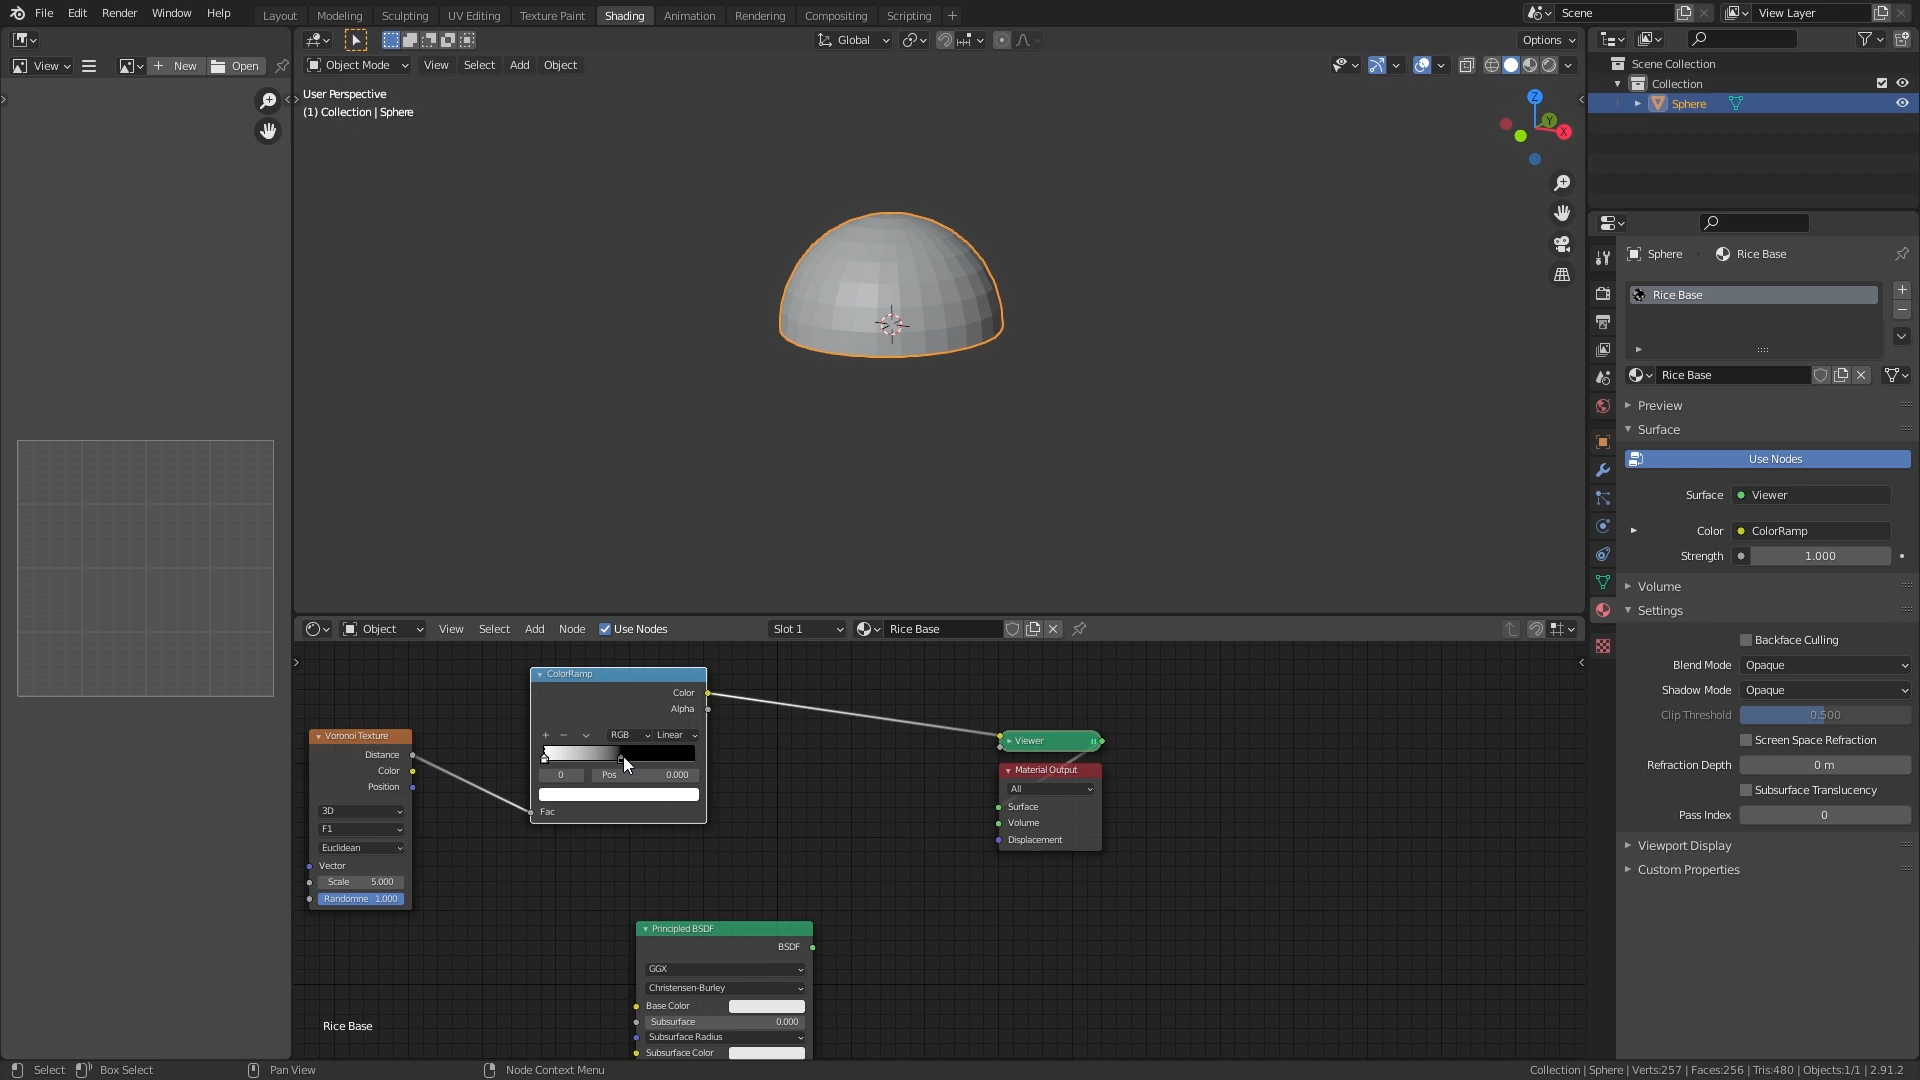 File Edit Render Window Help
Layout Modeling Sculpting UV Editing Texture Paint Shading Animation Rendering Compositing Scripting +
Scene
View Layer
View
+ New
Open
Global
Options
Object Mode View Select Add Object
User Perspective
(1) Collection | Sphere
Z
Y
X
Scene Collection
Collection
Sphere
Sphere
Rice Base
Rice Base
Rice Base
Preview
Surface
Use Nodes
Surface Viewer
Color ColorRamp
Strength 1.000
Volume
Settings
Backface Culling
Blend Mode Opaque
Shadow Mode Opaque
Clip Threshold 0.500
Screen Space Refraction
Refraction Depth 0 m
Subsurface Translucency
Pass Index 0
Viewport Display
Custom Properties
Object View Select Add Node Use Nodes Slot 1 Rice Base
ColorRamp
Color
Alpha
+ − RGB Linear
0 Pos 0.000
Fac
Voronoi Texture
Distance
Color
Position
3D
F1
Euclidean
Vector
Scale 5.000
Randomne 1.000
Viewer
Material Output
All
Surface
Volume
Displacement
Principled BSDF
BSDF
GGX
Christensen-Burley
Base Color
Subsurface 0.000
Subsurface Radius
Subsurface Color
Rice Base
Select Box Select Pan View Node Context Menu
Collection | Sphere | Verts:257 | Faces:256 | Tris:480 | Objects:1/1 | 2.91.2